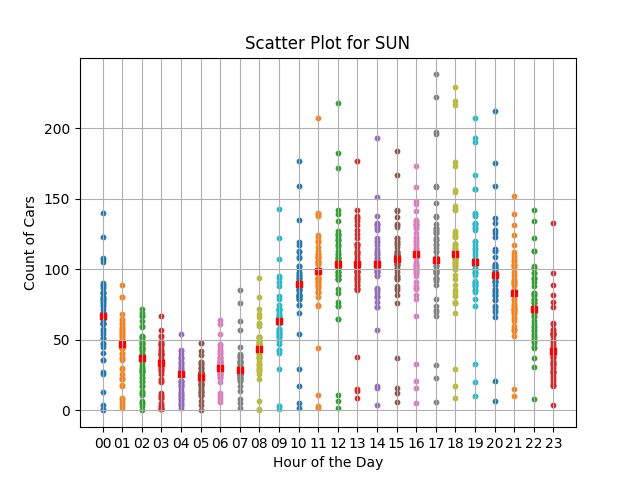 Scatter Plot for SUN
Count of Cars
200
150
100
50
0
00 01 02 03 04 05 06 07 08 09 10 11 12 13 14 15 16 17 18 19 20 21 22 23
Hour of the Day